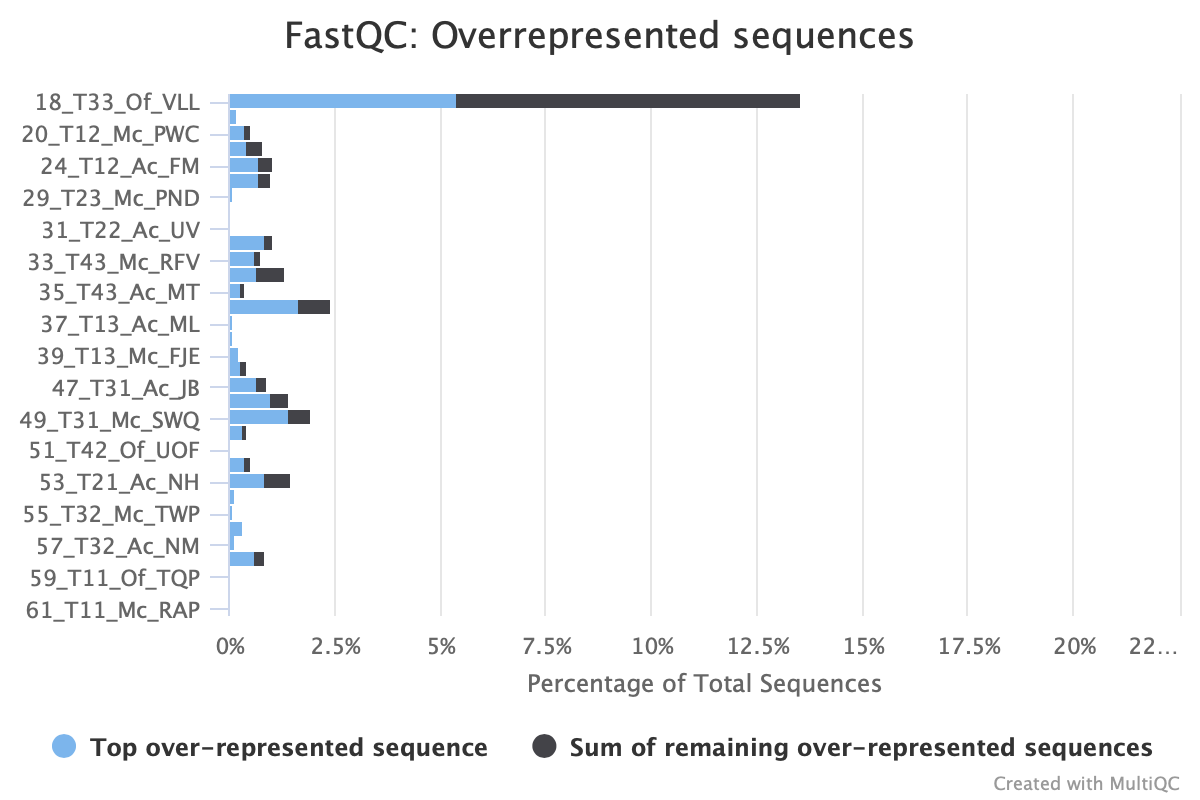 FastQC: Overrepresented sequences
18_T33_Of_VLL
20_T12_Mc_PWC
24_T12_Ac_FM
29_T23_Mc_PND
31_T22_Ac_UV
33_T43_Mc_RFV
35_T43_Ac_MT
37_T13_Ac_ML
39_T13_Mc_FJE
47_T31_Ac_JB
49_T31_Mc_SWQ
51_T42_Of_UOF
53_T21_Ac_NH
55_T32_Mc_TWP
57_T32_Ac_NM
59_T11_Of_TQP
61_T11_Mc_RAP
0% 2.5% 5% 7.5% 10% 12.5% 15% 17.5% 20% 22…
Percentage of Total Sequences
Top over-represented sequence Sum of remaining over-represented sequences
Created with MultiQC